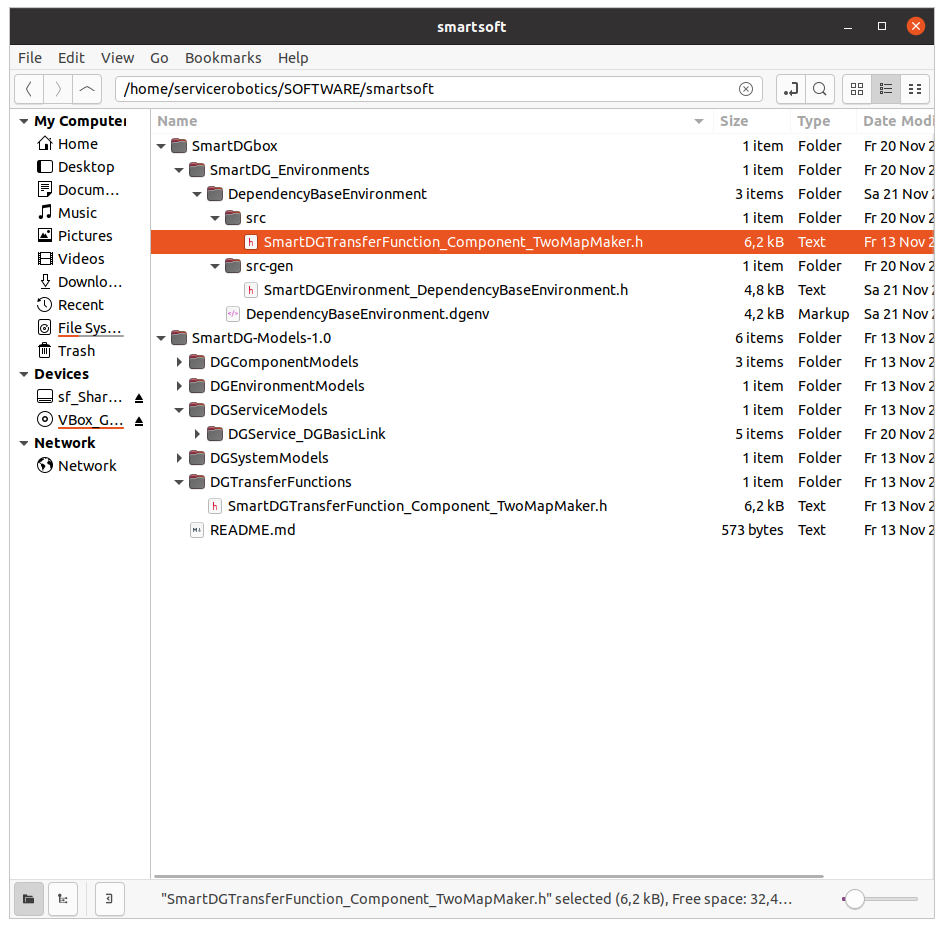 smartsoft
File Edit View Go Bookmarks Help
/home/servicerobotics/SOFTWARE/smartsoft
My Computer
Home
Desktop
Docum...
Music
Pictures
Videos
Downlo...
Recent
File Sys...
Trash
Devices
sf_Shar...
VBox_G...
Network
Network
Name Size Type Date Modi
SmartDGbox 1 item Folder Fr 20 Nov 2
SmartDG_Environments 1 item Folder Fr 20 Nov 2
DependencyBaseEnvironment 3 items Folder Sa 21 Nov 2
src 1 item Folder Fr 20 Nov 2
h SmartDGTransferFunction_Component_TwoMapMaker.h 6,2 kB Text Fr 13 Nov 2
src-gen 1 item Folder Fr 20 Nov 2
h SmartDGEnvironment_DependencyBaseEnvironment.h 4,8 kB Text Sa 21 Nov 2
</> DependencyBaseEnvironment.dgenv 4,2 kB Markup Sa 21 Nov 2
SmartDG-Models-1.0 6 items Folder Fr 13 Nov 2
DGComponentModels 3 items Folder Fr 13 Nov 2
DGEnvironmentModels 1 item Folder Fr 13 Nov 2
DGServiceModels 1 item Folder Fr 13 Nov 2
DGService_DGBasicLink 5 items Folder Fr 20 Nov 2
DGSystemModels 1 item Folder Fr 13 Nov 2
DGTransferFunctions 1 item Folder Fr 13 Nov 2
h SmartDGTransferFunction_Component_TwoMapMaker.h 6,2 kB Text Fr 13 Nov 2
M↓ README.md 573 bytes Text Fr 13 Nov 2
"SmartDGTransferFunction_Component_TwoMapMaker.h" selected (6,2 kB), Free space: 32,4...